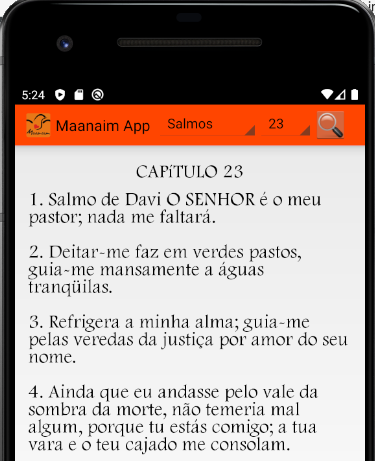 5:24
Maanaim App Salmos 23
CAPíTULO 23
1. Salmo de Davi O SENHOR é o meu
pastor; nada me faltará.
2. Deitar-me faz em verdes pastos,
guia-me mansamente a águas
tranqüilas.
3. Refrigera a minha alma; guia-me
pelas veredas da justiça por amor do seu
nome.
4. Ainda que eu andasse pelo vale da
sombra da morte, não temeria mal
algum, porque tu estás comigo; a tua
vara e o teu cajado me consolam.